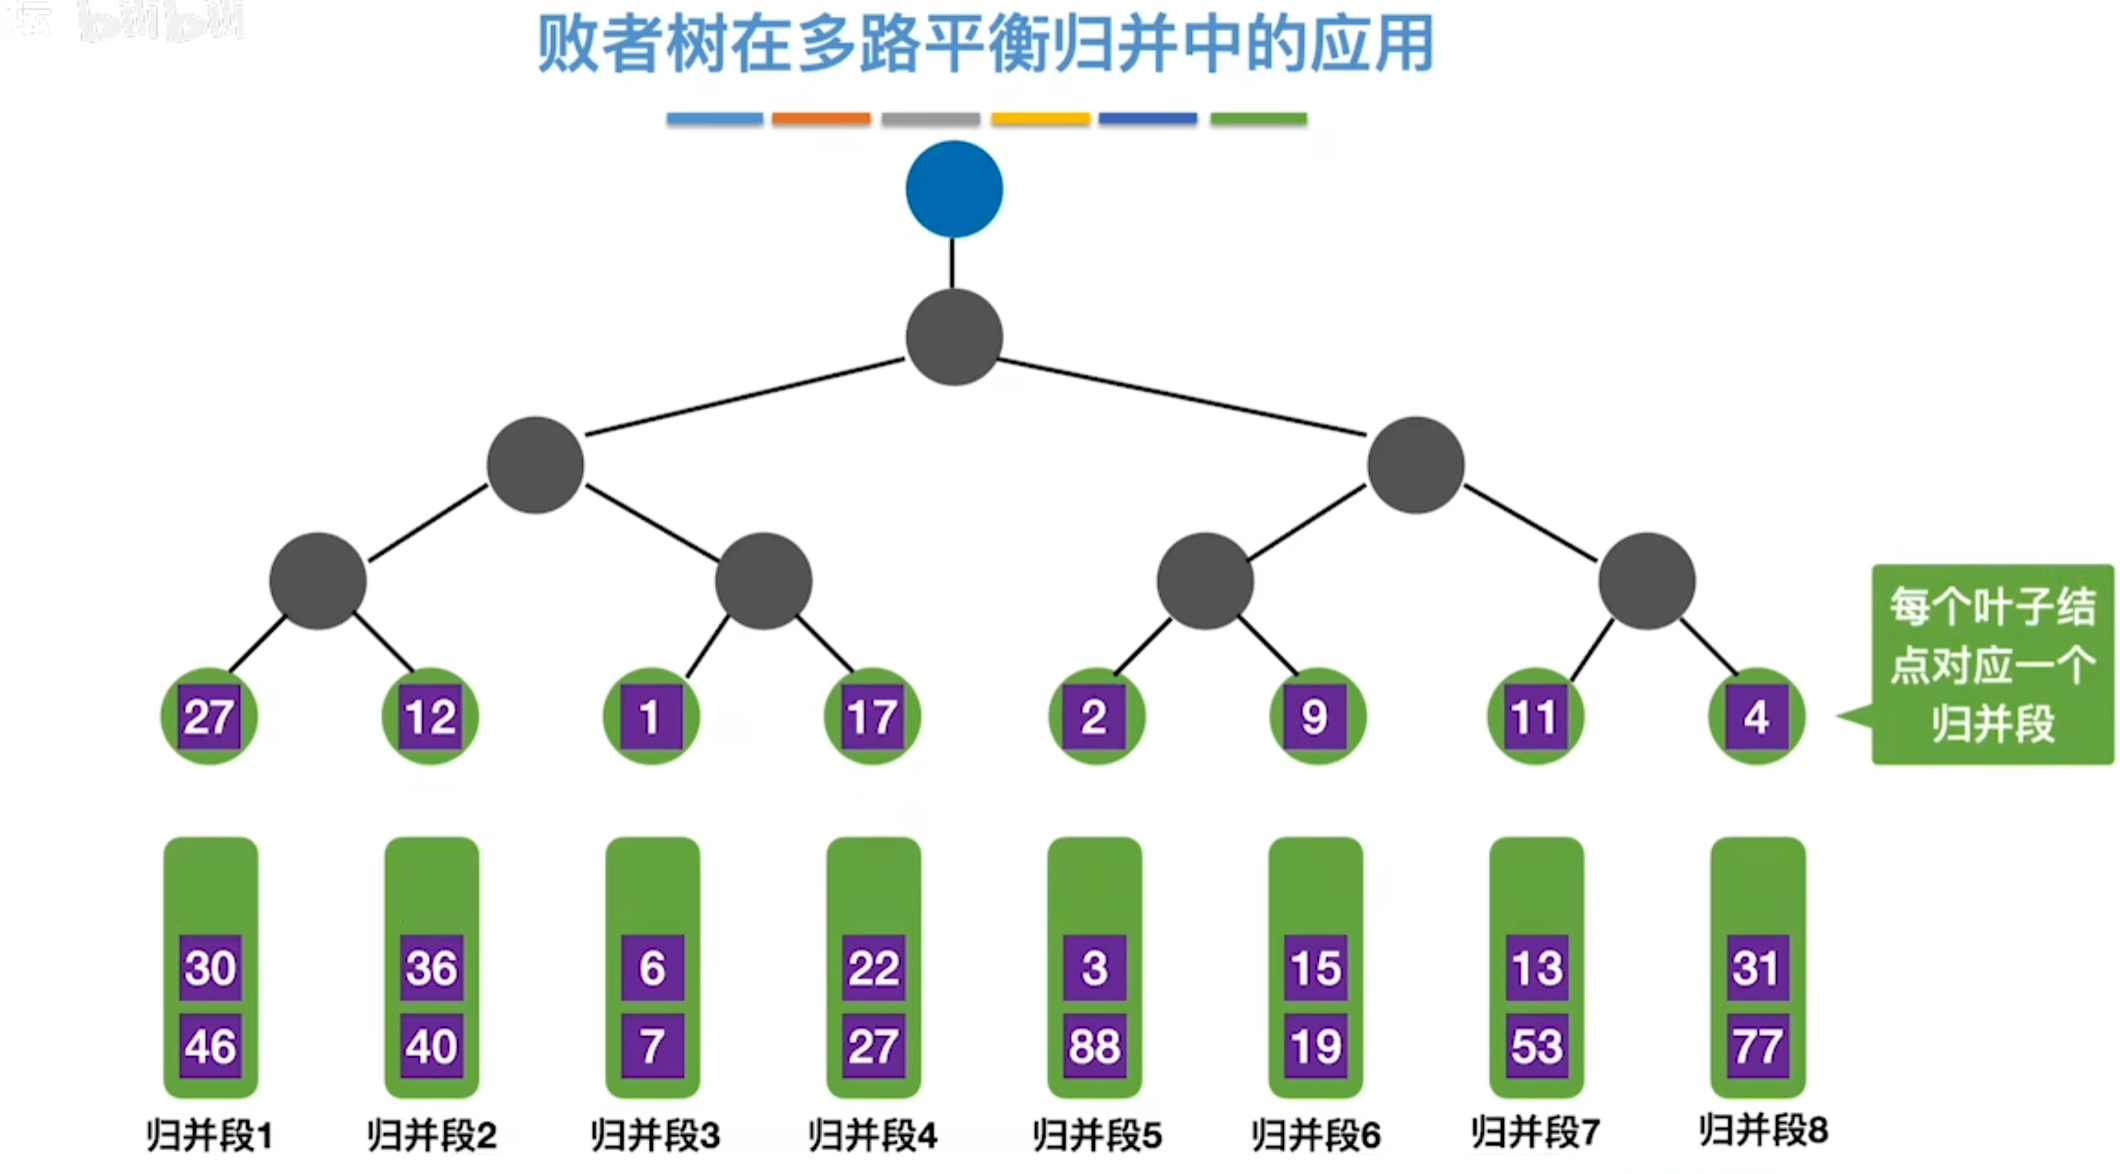 坛 bilibili
败者树在多路平衡归并中的应用
每个叶子结
点对应一个
归并段
27 12 1 17 2 9 11 4
30 36 6 22 3 15 13 31
46 40 7 27 88 19 53 77
归并段1 归并段2 归并段3 归并段4 归并段5 归并段6 归并段7 归并段8